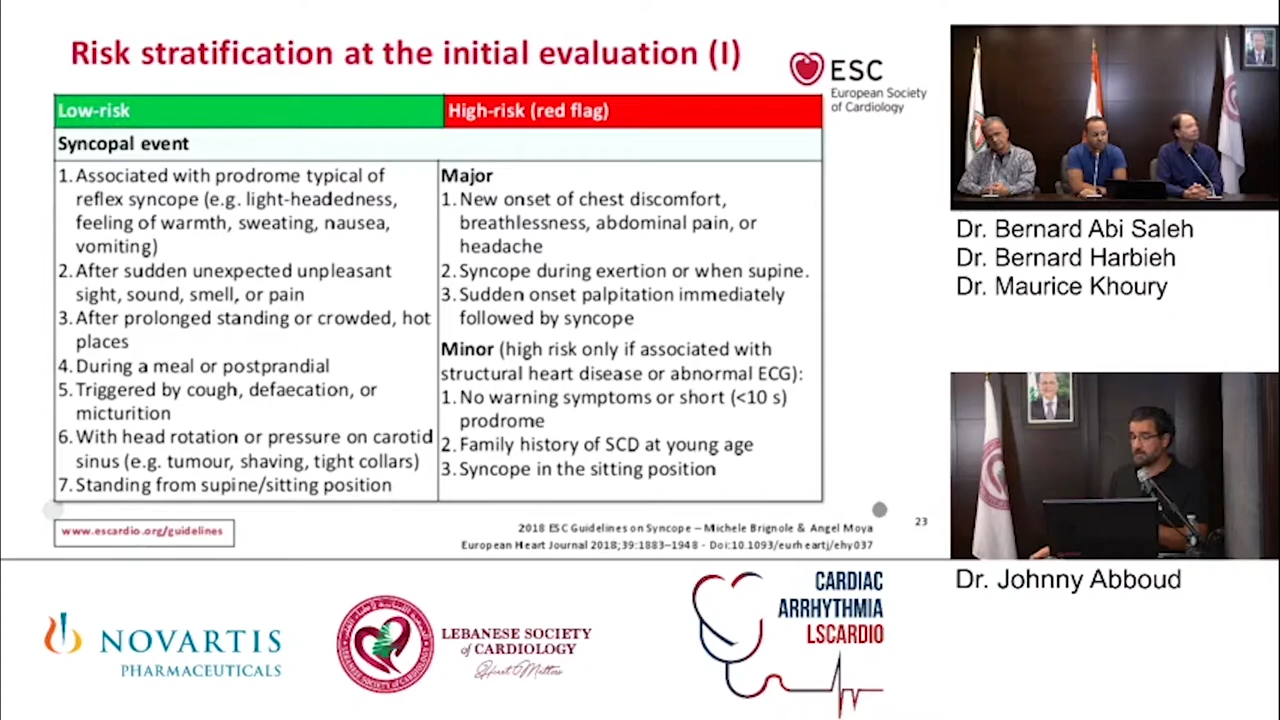 Risk stratification at the initial evaluation (I)
ESC
European Society
of Cardiology
Low-risk
High-risk (red flag)
Syncopal event
1. Associated with prodrome typical of
reflex syncope (e.g. light-headedness,
feeling of warmth, sweating, nausea,
vomiting)
2. After sudden unexpected unpleasant
sight, sound, smell, or pain
3. After prolonged standing or crowded, hot
places
4. During a meal or postprandial
5. Triggered by cough, defaecation, or
micturition
6. With head rotation or pressure on carotid
sinus (e.g. tumour, shaving, tight collars)
7. Standing from supine/sitting position
Major
1. New onset of chest discomfort,
breathlessness, abdominal pain, or
headache
2. Syncope during exertion or when supine.
3. Sudden onset palpitation immediately
followed by syncope
Minor (high risk only if associated with
structural heart disease or abnormal ECG):
1. No warning symptoms or short (<10 s)
prodrome
2. Family history of SCD at young age
3. Syncope in the sitting position
www.escardio.org/guidelines
2018 ESC Guidelines on Syncope – Michele Brignole & Angel Moya
European Heart Journal 2018;39:1883–1948 - Doi:10.1093/eurheartj/ehy037
23
Dr. Bernard Abi Saleh
Dr. Bernard Harbieh
Dr. Maurice Khoury
Dr. Johnny Abboud
NOVARTIS
PHARMACEUTICALS
LEBANESE SOCIETY
of CARDIOLOGY
Heart Matters
CARDIAC
ARRHYTHMIA
LSCARDIO